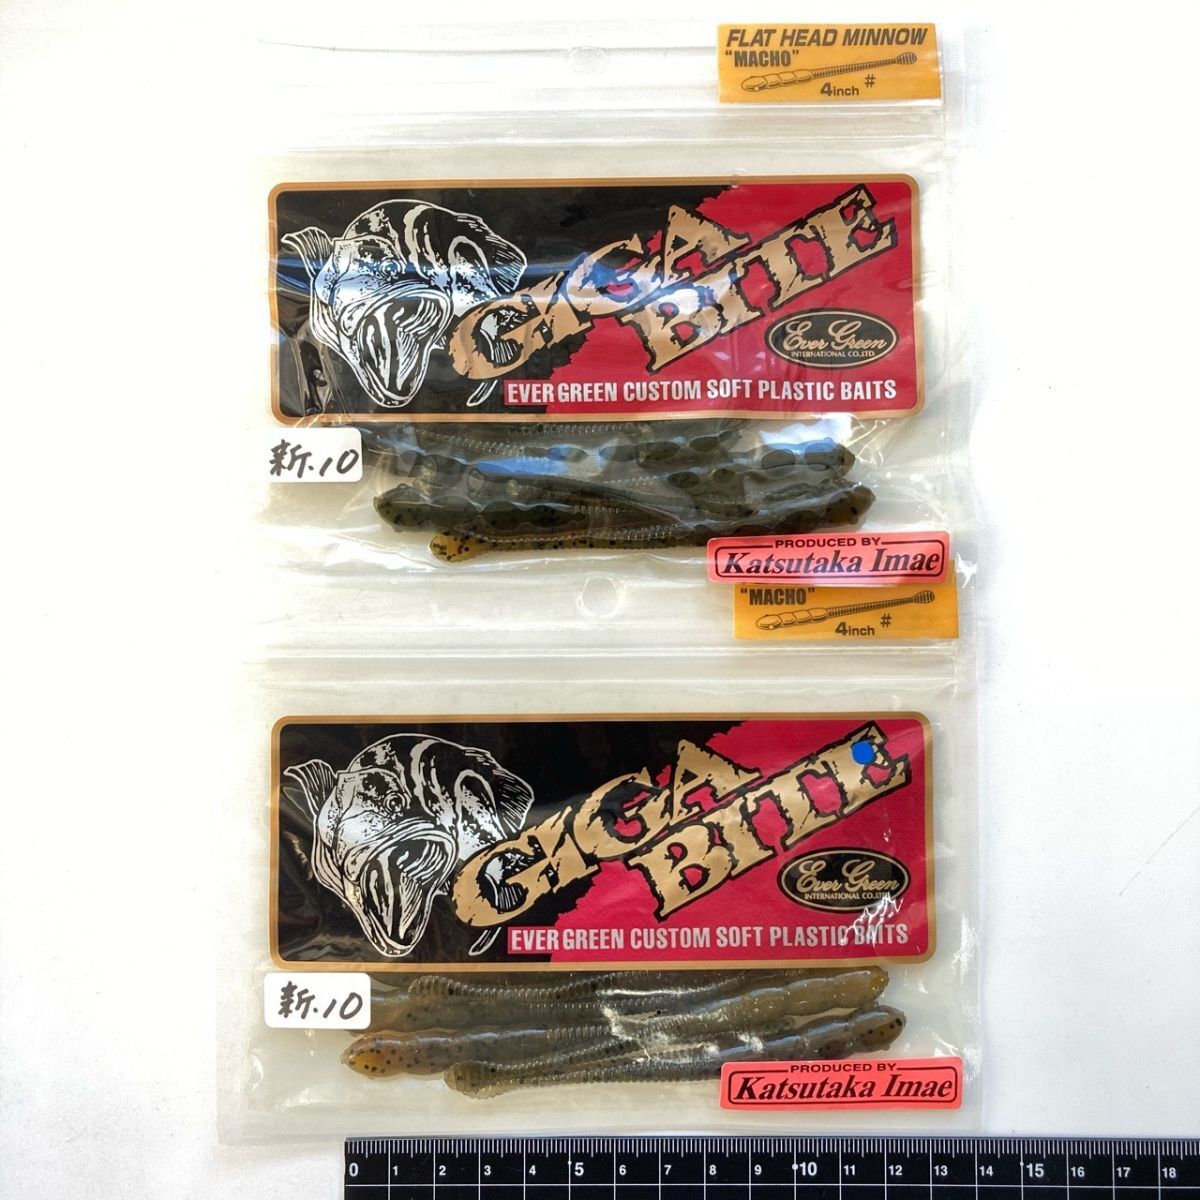 FLAT HEAD MINNOW
"MACHO"
4inch #
GIGA
BITE
Ever Green
INTERNATIONAL CO.,LTD.
EVER GREEN CUSTOM SOFT PLASTIC BAITS
新.10
PRODUCED BY
Katsutaka Imae
"MACHO"
4inch #
GIGA
BITE
Ever Green
INTERNATIONAL CO.,LTD.
EVER GREEN CUSTOM SOFT PLASTIC BAITS
新.10
PRODUCED BY
Katsutaka Imae
0 1 2 3 4 5 6 7 8 9 10 11 12 13 14 15 16 17 18